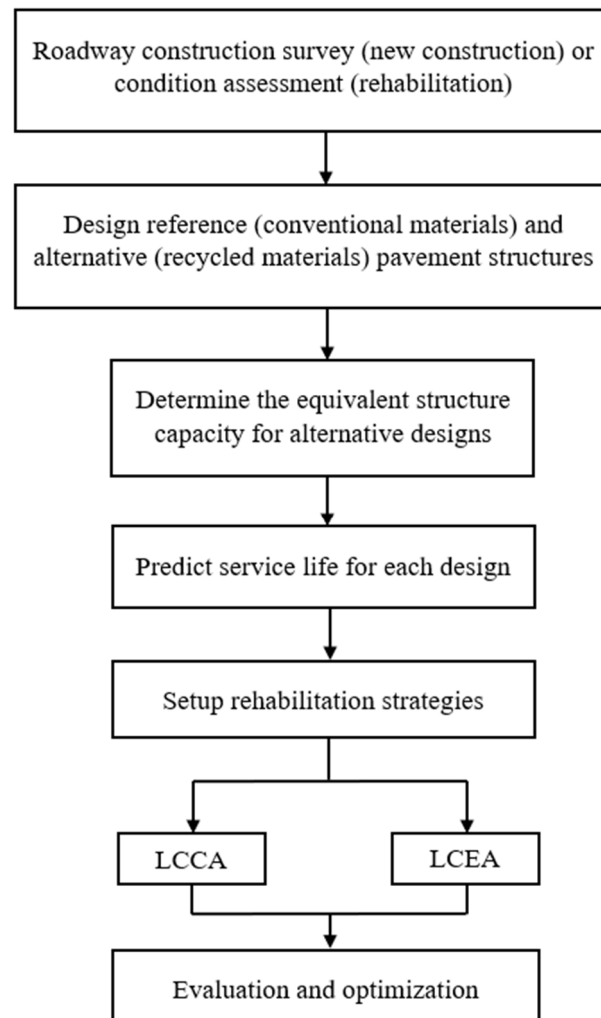 Roadway construction survey (new construction) or
condition assessment (rehabilitation)
Design reference (conventional materials) and
alternative (recycled materials) pavement structures
Determine the equivalent structure
capacity for alternative designs
Predict service life for each design
Setup rehabilitation strategies
LCCA
LCEA
Evaluation and optimization